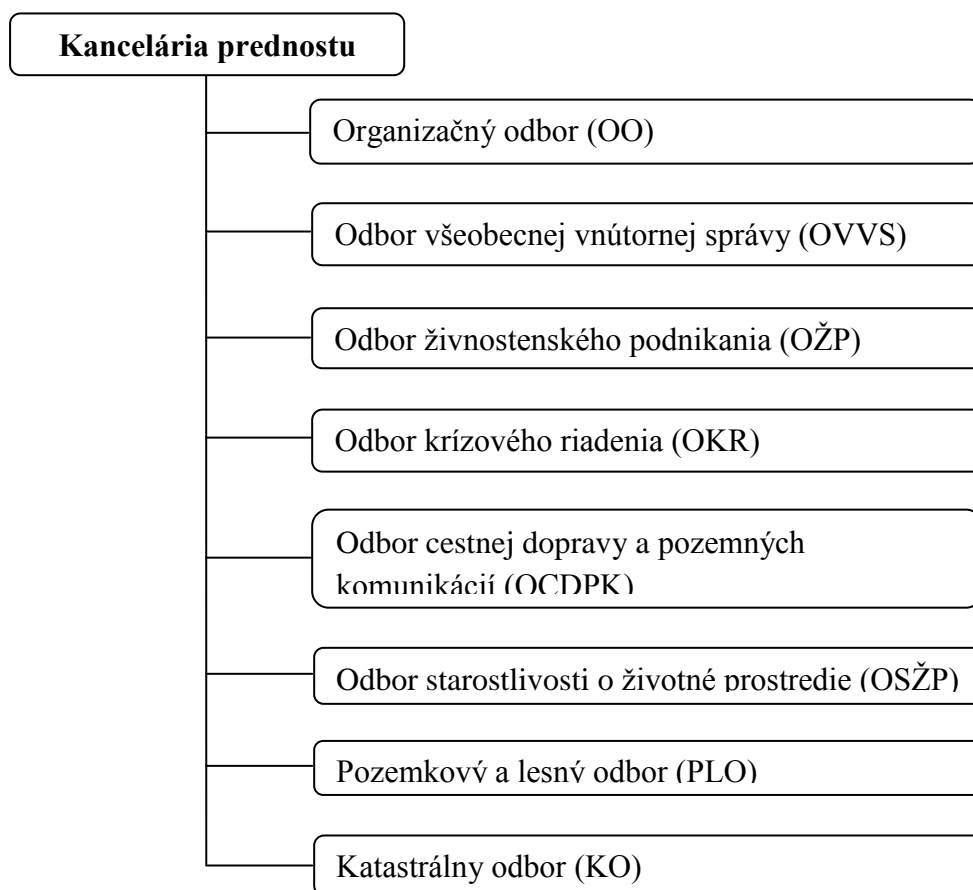 Kancelária prednostu
Organizačný odbor (OO)
Odbor všeobecnej vnútornej správy (OVVS)
Odbor živnostenského podnikania (OŽP)
Odbor krízového riadenia (OKR)
Odbor cestnej dopravy a pozemných
komunikácií (OCDPK)
Odbor starostlivosti o životné prostredie (OSŽP)
Pozemkový a lesný odbor (PLO)
Katastrálny odbor (KO)